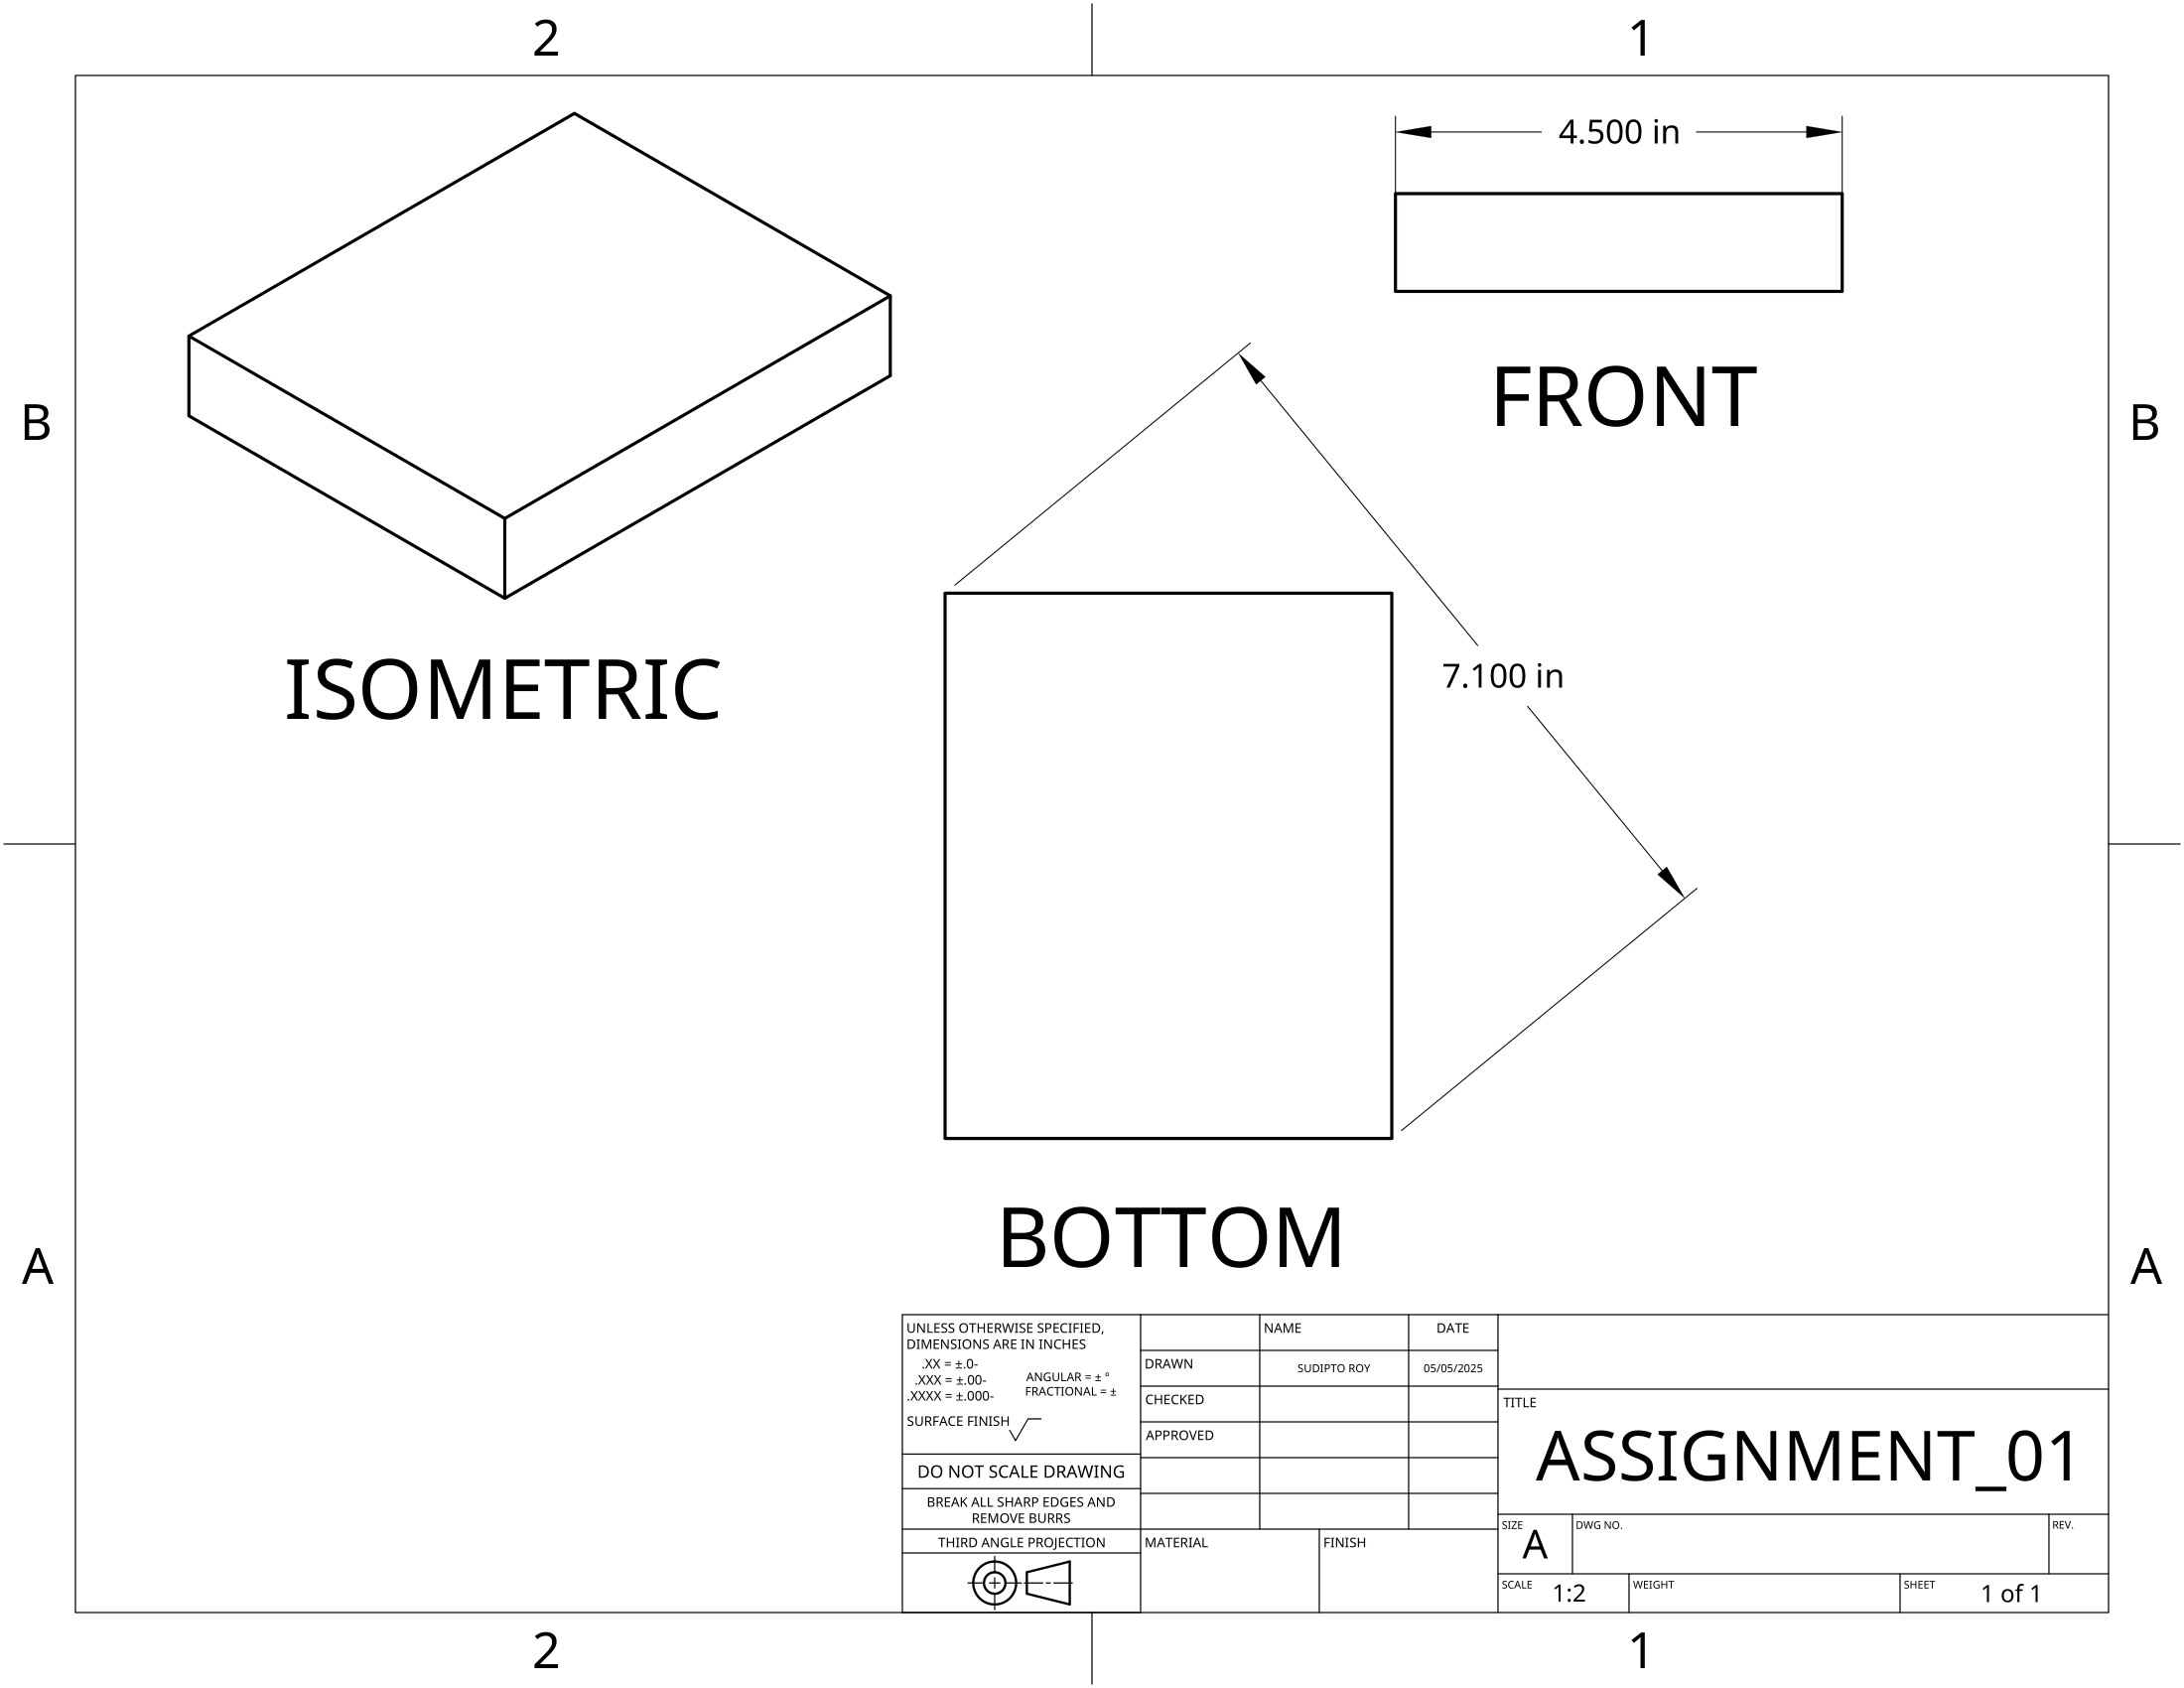 2
1
4.500 in
B
FRONT
B
ISOMETRIC
7.100 in
BOTTOM
A
A
UNLESS OTHERWISE SPECIFIED,
DIMENSIONS ARE IN INCHES
.XX = ±.0-
.XXX = ±.00-
.XXXX = ±.000-
ANGULAR = ± °
FRACTIONAL = ±
SURFACE FINISH
DO NOT SCALE DRAWING
BREAK ALL SHARP EDGES AND
REMOVE BURRS
THIRD ANGLE PROJECTION
NAME
DATE
DRAWN
SUDIPTO ROY
05/05/2025
CHECKED
APPROVED
MATERIAL
FINISH
TITLE
ASSIGNMENT_01
SIZE
A
DWG NO.
REV.
SCALE
1:2
WEIGHT
SHEET
1 of 1
2
1